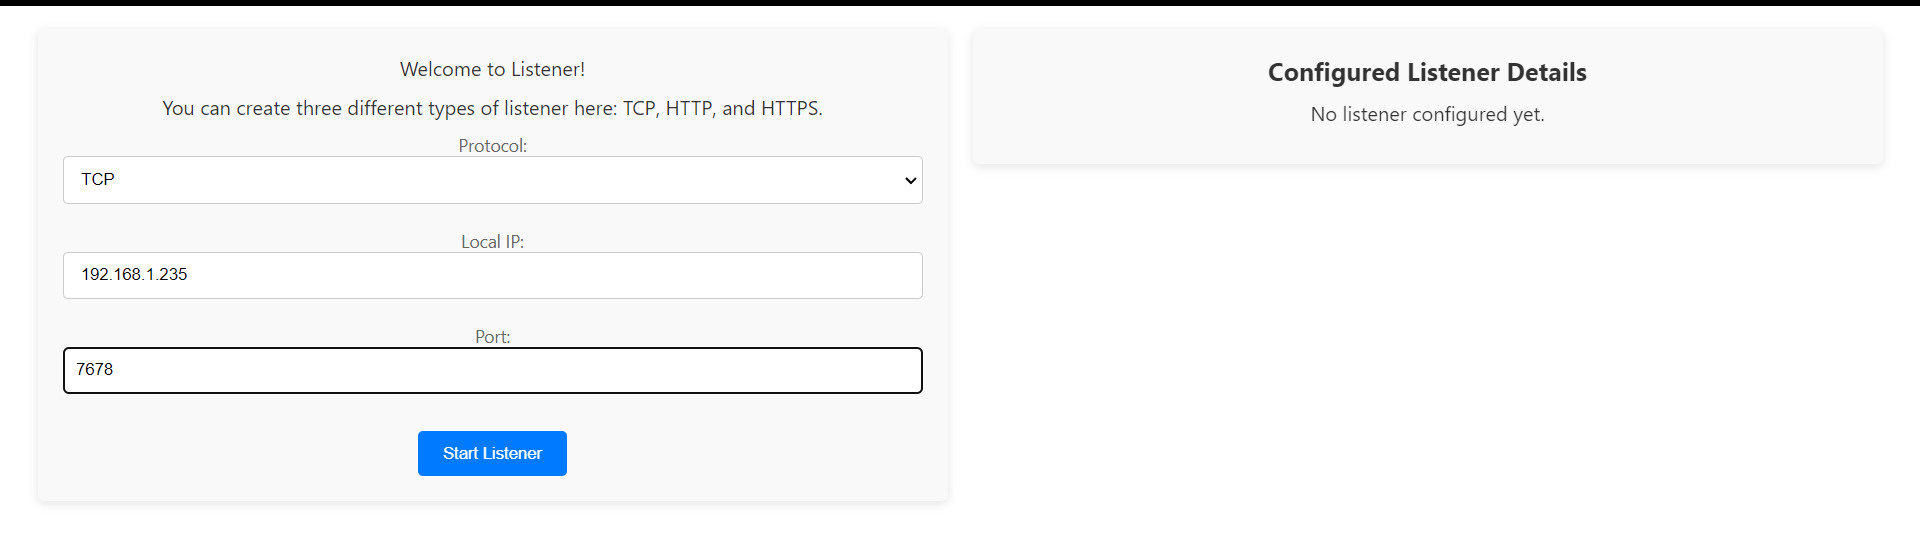 Welcome to Listener!
You can create three different types of listener here: TCP, HTTP, and HTTPS.
Protocol:
TCP
Local IP:
192.168.1.235
Port:
7678
Start Listener
Configured Listener Details
No listener configured yet.